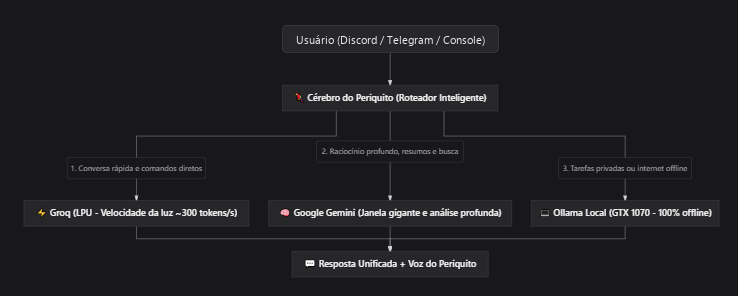 Usuário (Discord / Telegram / Console)
Cérebro do Periquito (Roteador Inteligente)
1. Conversa rápida e comandos diretos
2. Raciocínio profundo, resumos e busca
3. Tarefas privadas ou internet offline
Groq (LPU - Velocidade da luz ~300 tokens/s)
Google Gemini (Janela gigante e análise profunda)
Ollama Local (GTX 1070 - 100% offline)
Resposta Unificada + Voz do Periquito